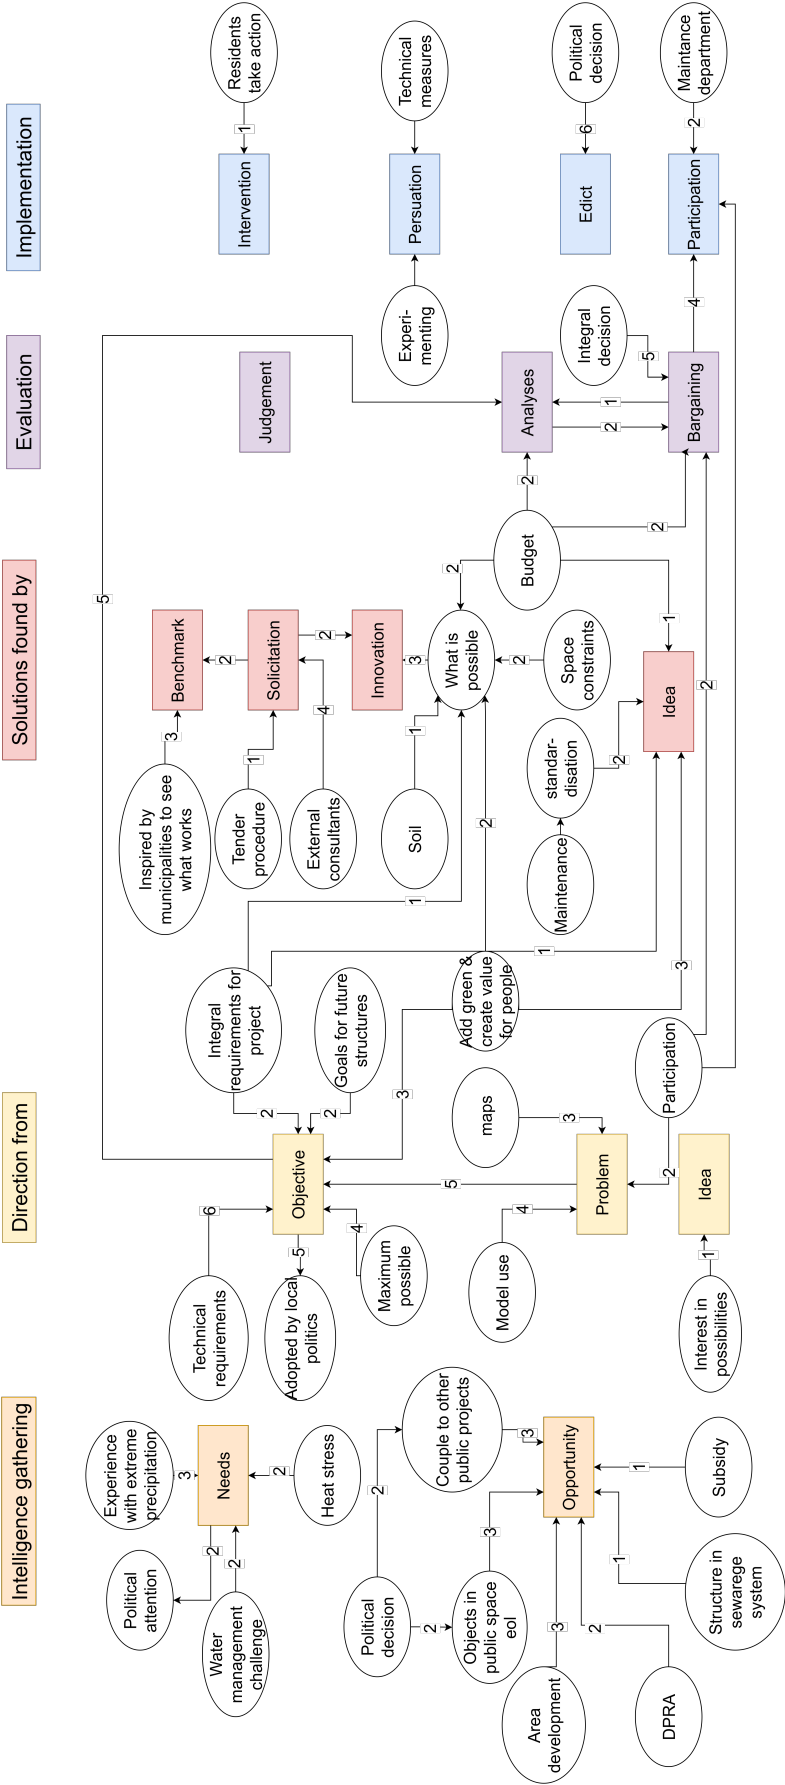 Intelligence gathering
Direction from
Solutions found by
Evaluation
Implementation
Experience
with extreme
precipitation
3
Needs
2
Heat stress
2
Political
attention
2
Water
management
challenge
Political
decision
2
2
Couple to other
public projects
3
Objects in
public space
eol
3
Opportunity
Area
development
3
DPRA
2
Structure in
sewarege
system
1
Subsidy
1
Technical
requirements
6
Objective
5
Adopted by local
politics
Maximum
possible
4
5
Model use
4
Problem
maps
3
Participation
2
Idea
1
Interest in
possibilities
Integral
requirements for
project
2
Goals for future
structures
2
3
Add green &
create value
for people
3
1
1
2
5
Inspired by
municipalities to see
what works
3
Benchmark
2
Tender
procedure
1
Solicitation
External
consultants
4
2
Innovation
3
What is
possible
Soil
1
2
Space
constraints
2
Budget
1
2
2
Maintenance
standar-
disation
2
Idea
2
Judgement
Analyses
1
2
Bargaining
Integral
decision
5
4
Residents
take action
1
Intervention
Technical
measures
Persuation
Experi-
menting
Political
decision
6
Edict
Maintance
department
2
Participation